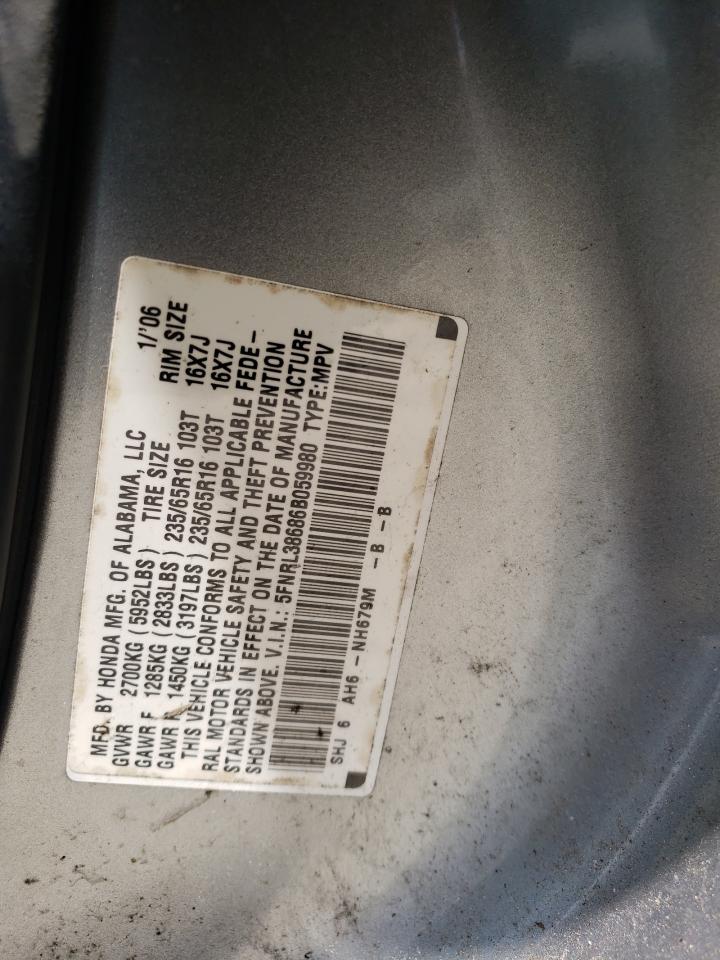 MFD. BY HONDA MFG. OF ALABAMA, LLC 1/'06
GVWR 2700KG (5952LBS) TIRE SIZE RIM SIZE
GAWR F 1285KG (2833LBS) 235/65R16 103T 16X7J
GAWR R 1450KG (3197LBS) 235/65R16 103T 16X7J
THIS VEHICLE CONFORMS TO ALL APPLICABLE FEDE-
RAL MOTOR VEHICLE SAFETY AND THEFT PREVENTION
STANDARDS IN EFFECT ON THE DATE OF MANUFACTURE
SHOWN ABOVE. V.I.N.: 5FNRL38686B059980 TYPE:MPV
SHJ 6 AH6 -NH679M -B -B